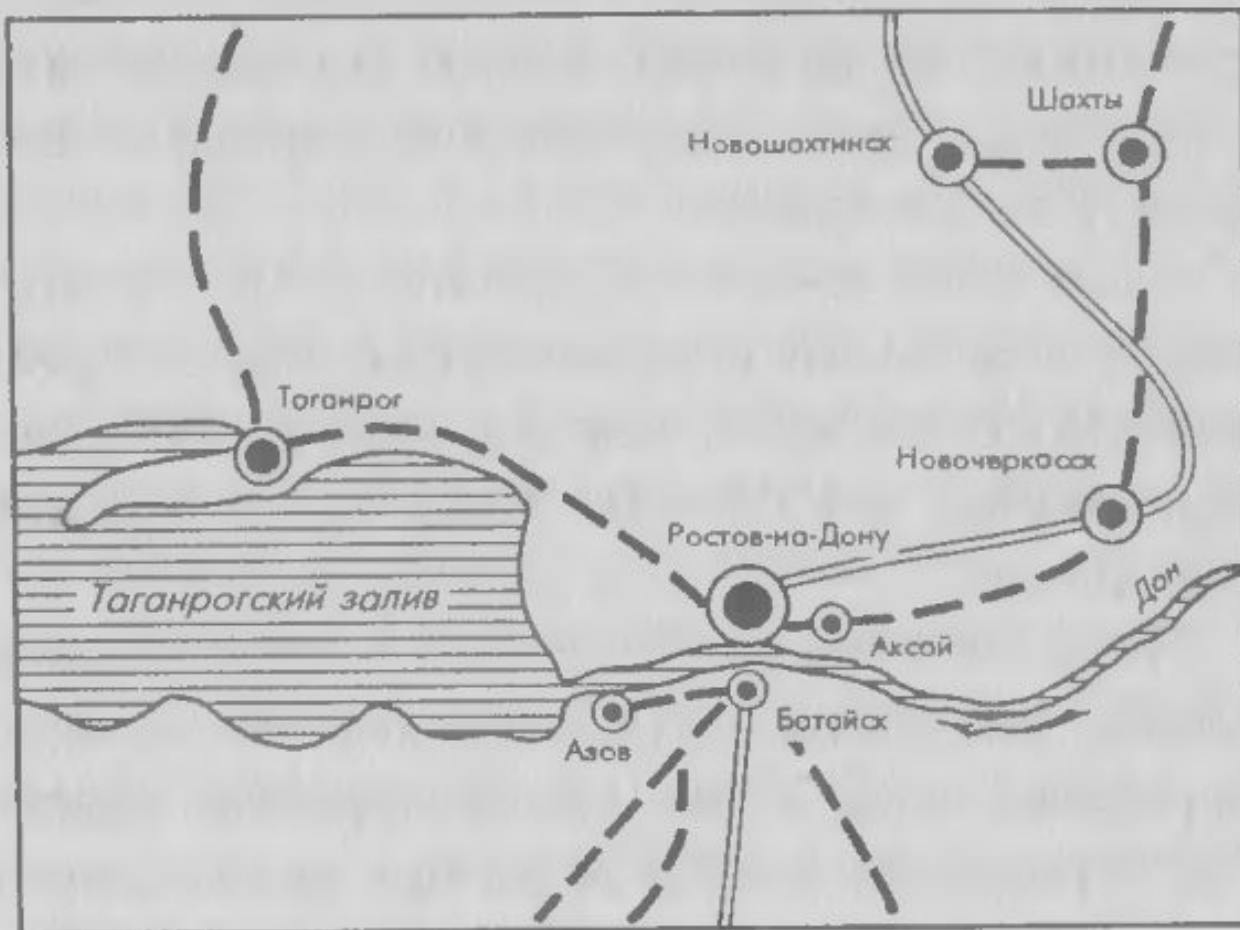 Шахты
Новошахтинск
Таганрог
Новочеркасск
Ростов-на-Дону
Дон
Таганрогский залив
Аксай
Батайск
Азов